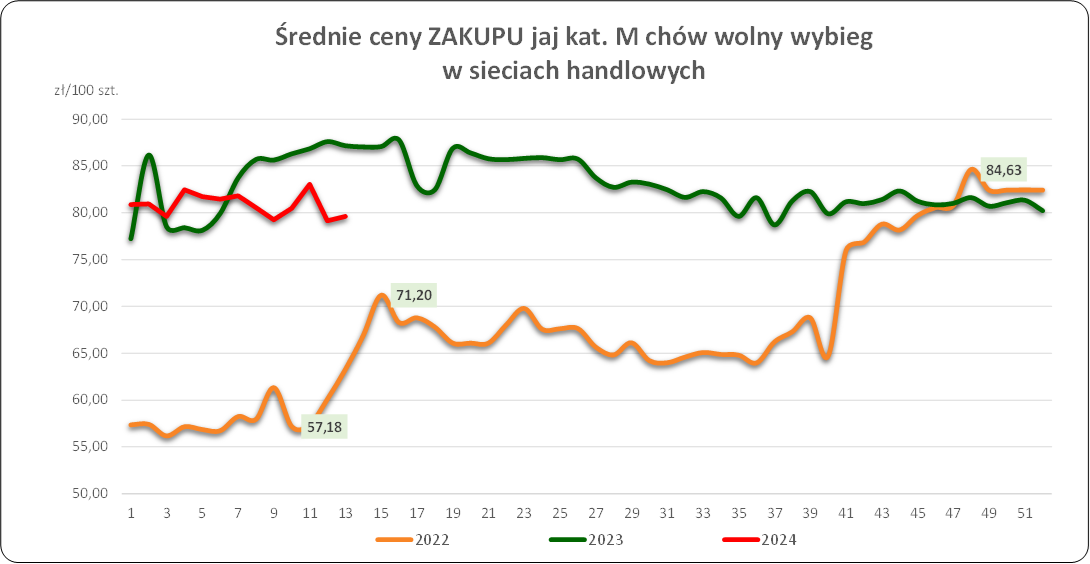 Średnie ceny ZAKUPU jaj kat. M chów wolny wybieg
w sieciach handlowych
zł/100 szt.
90,00
85,00
84,63
80,00
75,00
70,00
71,20
65,00
60,00
57,18
55,00
50,00
1 3 5 7 9 11 13 15 17 19 21 23 25 27 29 31 33 35 37 39 41 43 45 47 49 51
2022 2023 2024